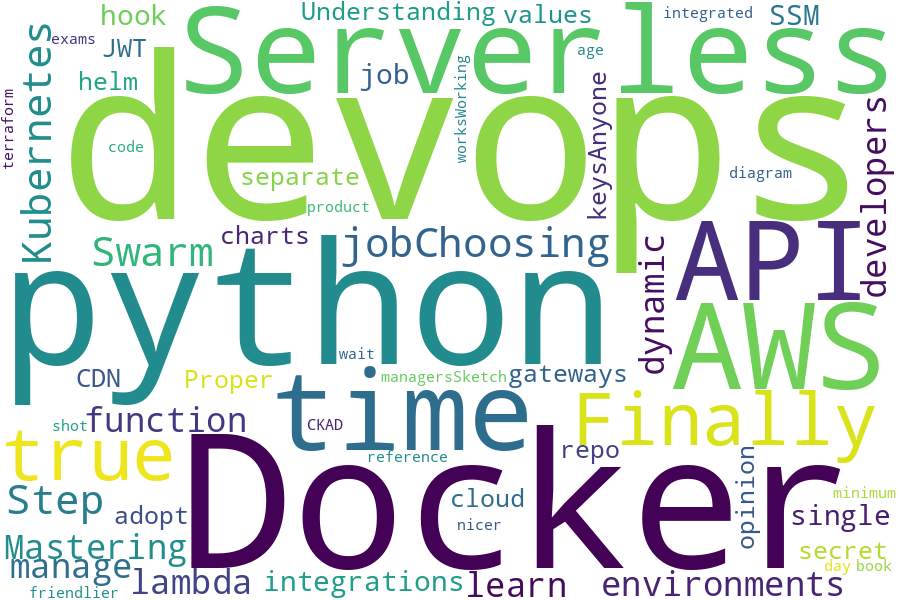 Understanding
values
integrated
SSM
hook
exams
JWT
Serverless
age
job
helm
devops
worksWorking
keysAnyone
terraform
Kubernetes
code
separate
diagram
developers
product
charts
jobChoosing
Swarm
API
dynamic
python
AWS
wait
CDN
Proper
managersSketch
gateways
time
Finally
function
shot
CKAD
true
Docker
repo
reference
opinion
Step
cloud
minimum
adopt
nicer
single
Mastering
secret
manage
day
book
lambda
integrations
learn
environments
friendlier